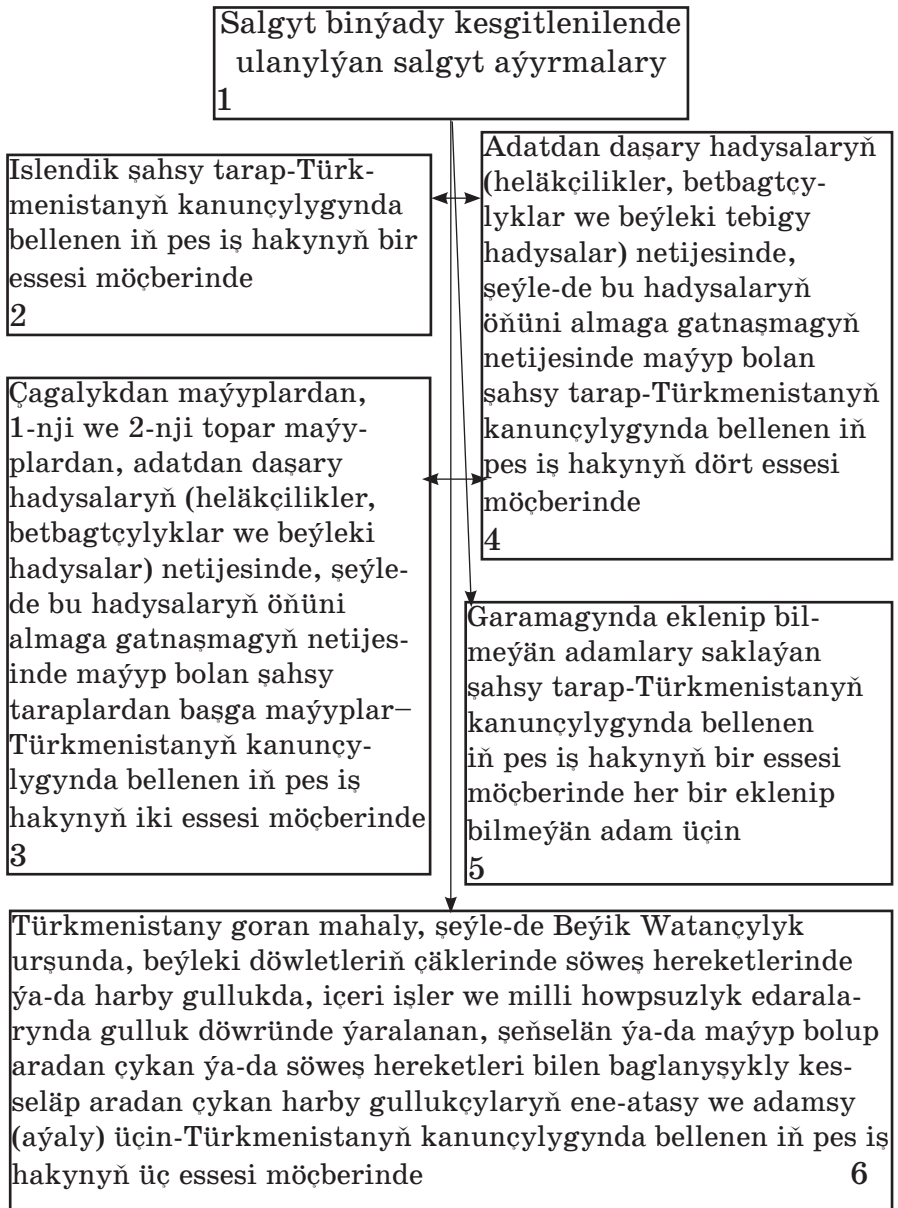 Salgyt binýady kesgitlenilende
ulanylýan salgyt aýyrmalary
1
Islendik şahsy tarap-Türk-
menistanyň kanunçylygynda
bellenen iň pes iş hakynyň bir
essesi möçberinde
2
Adatdan daşary hadysalaryň
(heläkçilikler, betbagtçy-
lyklar we beýleki tebigy
hadysalar) netijesinde,
şeýle-de bu hadysalaryň
öňüni almaga gatnaşmagyň
netijesinde maýyp bolan
şahsy tarap-Türkmenistanyň
kanunçylygynda bellenen iň
pes iş hakynyň dört essesi
möçberinde
4
Çagalykdan maýyplardan,
1-nji we 2-nji topar maýy-
plardan, adatdan daşary
hadysalaryň (heläkçilikler,
betbagtçylyklar we beýleki
hadysalar) netijesinde, şeýle-
de bu hadysalaryň öňüni
almaga gatnaşmagyň netijes-
inde maýyp bolan şahsy
taraplardan başga maýyplar–
Türkmenistanyň kanunçy-
lygynda bellenen iň pes iş
hakynyň iki essesi möçberinde
3
Garamagynda eklenip bil-
meýän adamlary saklaýan
şahsy tarap-Türkmenistanyň
kanunçylygynda bellenen
iň pes iş hakynyň bir essesi
möçberinde her bir eklenip
bilmeýän adam üçin
5
Türkmenistany goran mahaly, şeýle-de Beýik Watançylyk
urşunda, beýleki döwletleriň çäklerinde söweş hereketlerinde
ýa-da harby gullukda, içeri işler we milli howpsuzlyk edarala-
rynda gulluk döwründe ýaralanan, şeňselän ýa-da maýyp bolup
aradan çykan ýa-da söweş hereketleri bilen baglanyşykly kes-
seläp aradan çykan harby gullukçylaryň ene-atasy we adamsy
(aýaly) üçin-Türkmenistanyň kanunçylygynda bellenen iň pes iş
hakynyň üç essesi möçberinde 6